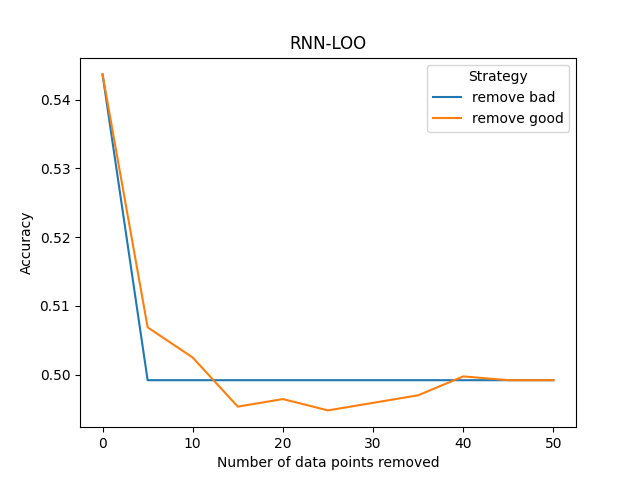 RNN-LOO
Strategy
remove bad
remove good
Accuracy
0.54
0.53
0.52
0.51
0.50
0 10 20 30 40 50
Number of data points removed